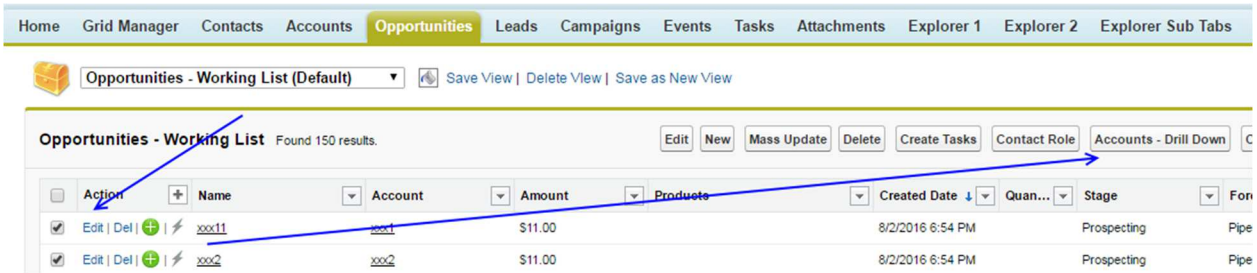 Home Grid Manager Contacts Accounts Opportunities Leads Campaigns Events Tasks Attachments Explorer 1 Explorer 2 Explorer Sub Tabs
Opportunities - Working List (Default) Save View | Delete View | Save as New View
Opportunities - Working List Found 150 results. Edit New Mass Update Delete Create Tasks Contact Role Accounts - Drill Down C
Action Name Account Amount Products Created Date Quan... Stage Fore
Edit | Del | | xxx11 xxx1 $11.00 8/2/2016 6:54 PM Prospecting Pipe
Edit | Del | | xxx2 xxx2 $11.00 8/2/2016 6:54 PM Prospecting Pipe